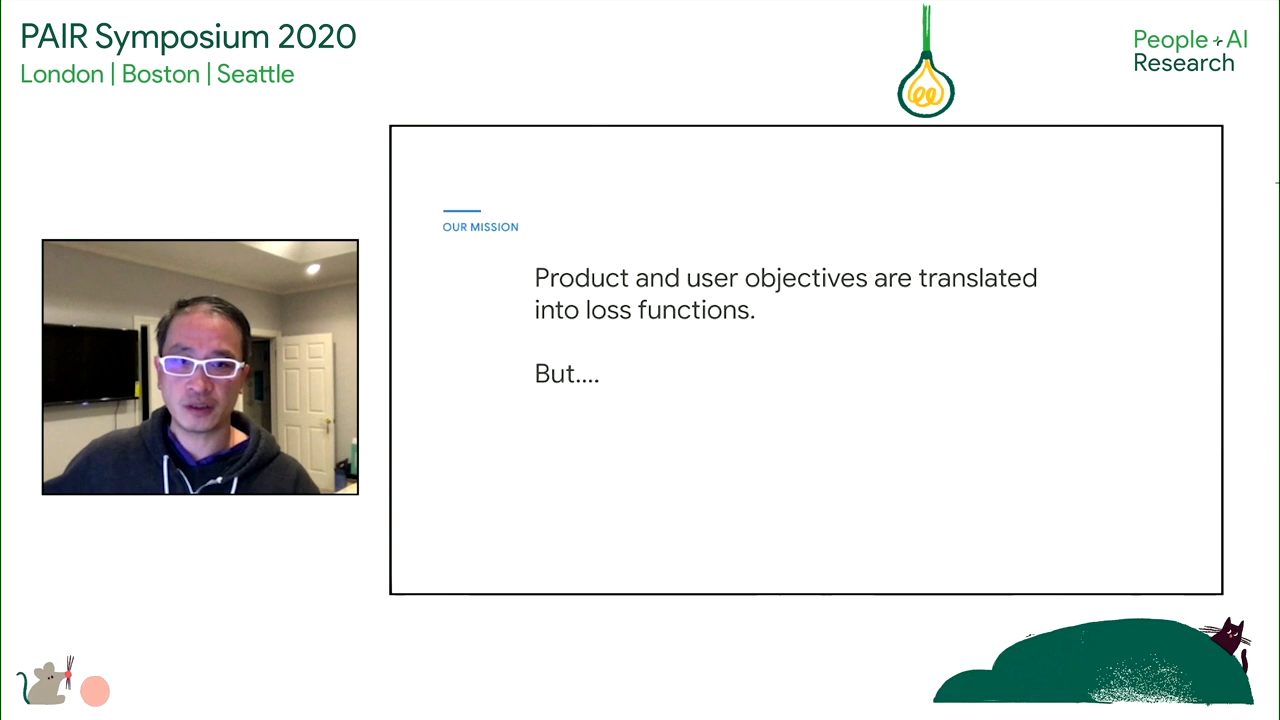 PAIR Symposium 2020
London | Boston | Seattle
People + AI
Research
OUR MISSION
Product and user objectives are translated
into loss functions.
But....